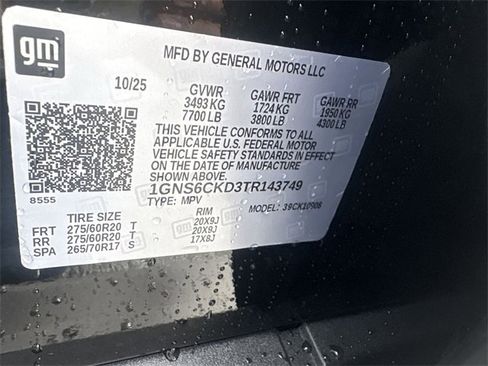 gm
MFD BY GENERAL MOTORS LLC
10/25 GVWR GAWR FRT GAWR RR
3493 KG 1724 KG 1950 KG
7700 LB 3800 LB 4300 LB
THIS VEHICLE CONFORMS TO ALL
APPLICABLE U.S. FEDERAL MOTOR
VEHICLE SAFETY STANDARDS IN EFFECT
ON THE DATE OF MANUFACTURE
SHOWN ABOVE.
8555 1GNS6CKD3TR143749
TYPE: MPV MODEL: 39CK10906
TIRE SIZE RIM
FRT 275/60R20 T 20X9J
RR 275/60R20 T 20X9J
SPA 265/70R17 S 17X8J